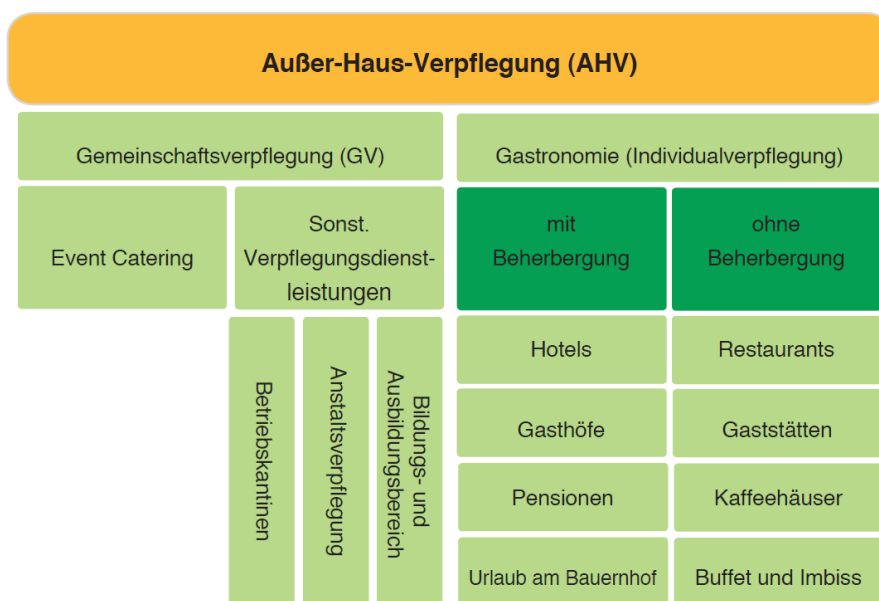 Außer-Haus-Verpflegung (AHV)
Gemeinschaftsverpflegung (GV)
Gastronomie (Individualverpflegung)
Event Catering
Sonst.
Verpflegungsdienst-
leistungen
mit
Beherbergung
ohne
Beherbergung
Betriebskantinen
Anstaltsverpflegung
Bildungs- und
Ausbildungsbereich
Hotels
Restaurants
Gasthöfe
Gaststätten
Pensionen
Kaffeehäuser
Urlaub am Bauernhof
Buffet und Imbiss